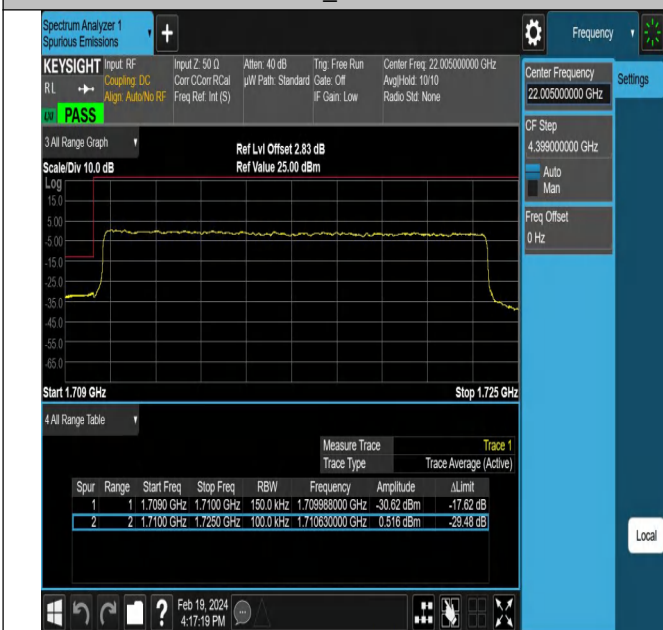 Spectrum Analyzer 1
Spurious Emissions
Frequency
KEYSIGHT
RL
Input: RF
Coupling: DC
Align: Auto/No RF
Input Z: 50 Ω
Corr CCorr RCal
Freq Ref: Int (S)
Atten: 40 dB
µW Path: Standard
Trig: Free Run
Gate: Off
IF Gain: Low
Center Freq: 22.005000000 GHz
Avg|Hold: 10/10
Radio Std: None
PASS
Center Frequency
22.005000000 GHz
Settings
CF Step
4.399000000 GHz
Auto
Man
Freq Offset
0 Hz
3 All Range Graph
Ref Lvl Offset 2.83 dB
Scale/Div 10.0 dB
Ref Value 25.00 dBm
Log
15.0
5.00
-5.00
-15.0
-25.0
-35.0
-45.0
-55.0
-65.0
Start 1.709 GHz
Stop 1.725 GHz
4 All Range Table
Measure Trace Trace 1
Trace Type Trace Average (Active)
Spur Range Start Freq Stop Freq RBW Frequency Amplitude ΔLimit
1 1 1.7090 GHz 1.7100 GHz 150.0 kHz 1.709988000 GHz -30.62 dBm -17.62 dB
2 2 1.7100 GHz 1.7250 GHz 100.0 kHz 1.710630000 GHz 0.516 dBm -29.48 dB
Local
Feb 19, 2024
4:17:19 PM